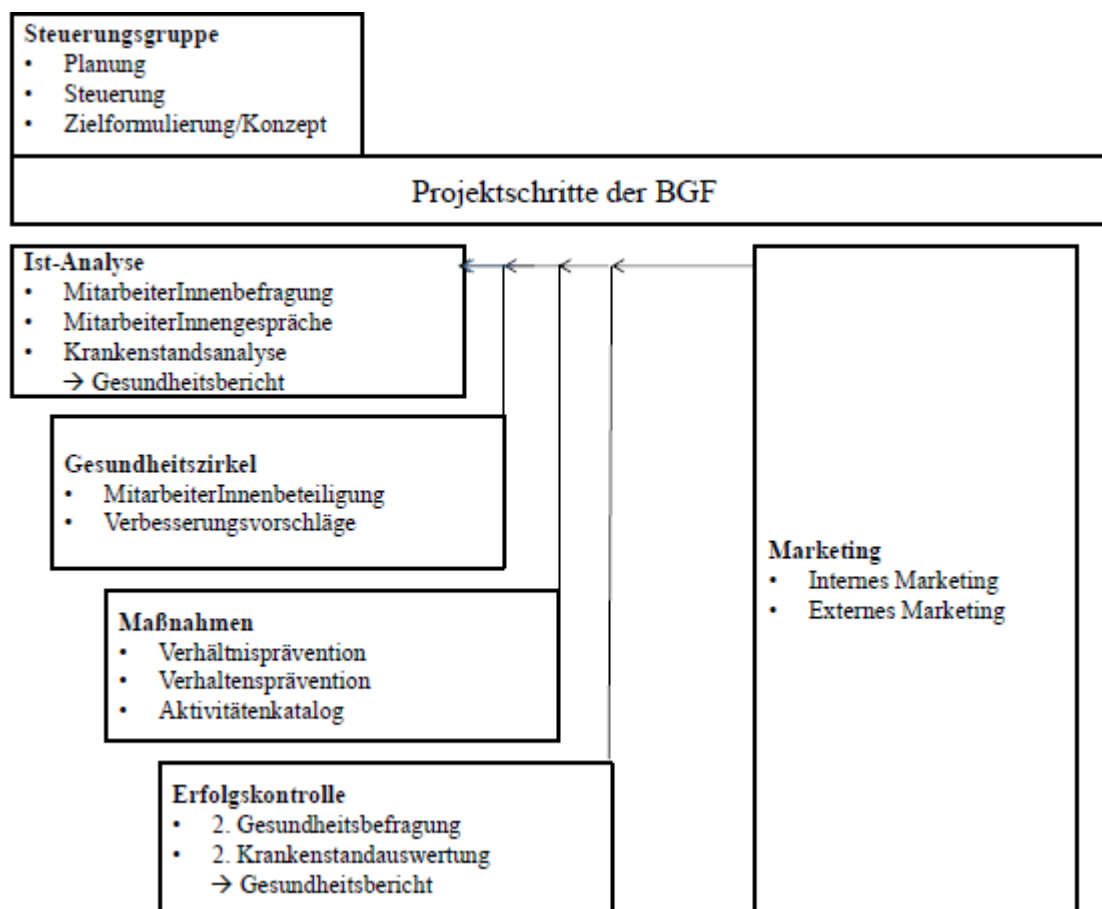 Steuerungsgruppe
• Planung
• Steuerung
• Zielformulierung/Konzept
Projektschritte der BGF
Ist-Analyse
• MitarbeiterInnenbefragung
• MitarbeiterInnengespräche
• Krankenstandsanalyse
→ Gesundheitsbericht
Gesundheitszirkel
• MitarbeiterInnenbeteiligung
• Verbesserungsvorschläge
Maßnahmen
• Verhältnisprävention
• Verhaltensprävention
• Aktivitätenkatalog
Erfolgskontrolle
• 2. Gesundheitsbefragung
• 2. Krankenstandauswertung
→ Gesundheitsbericht
Marketing
• Internes Marketing
• Externes Marketing